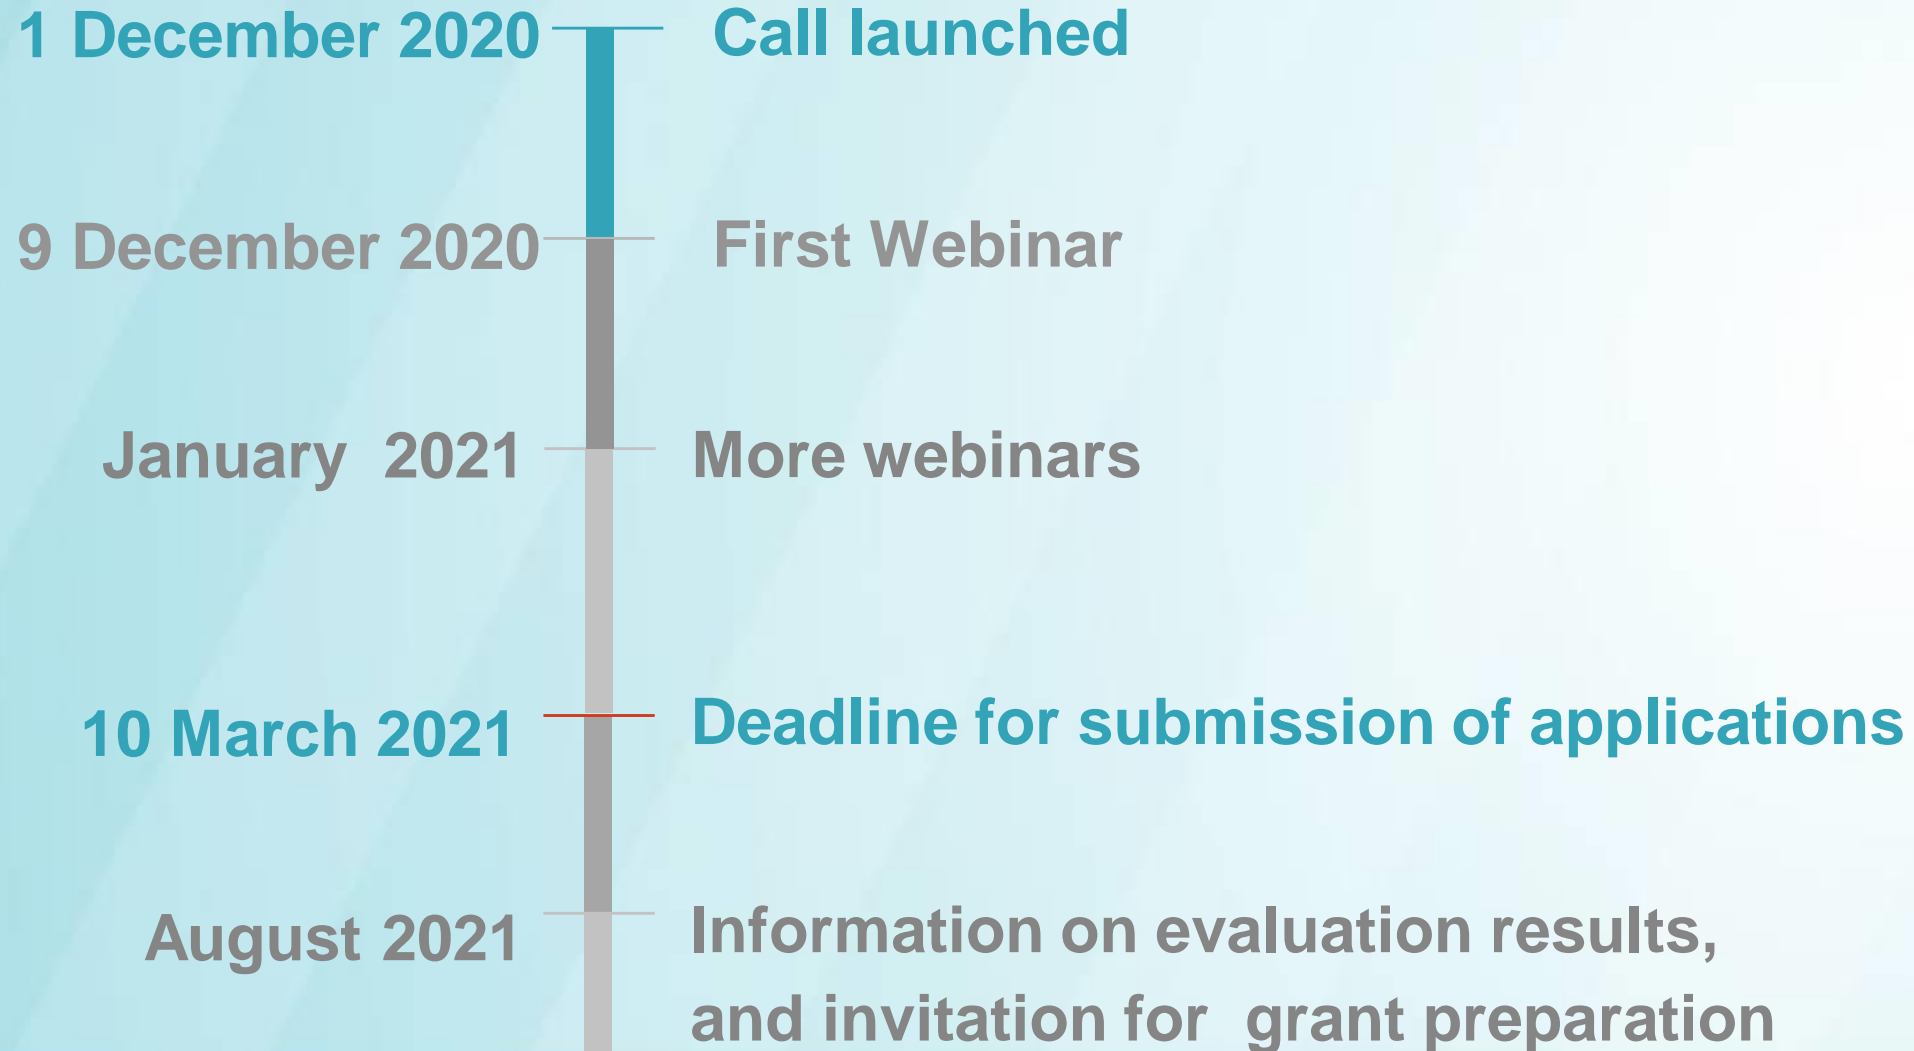 1 December 2020 Call launched
9 December 2020 First Webinar
January 2021 More webinars
10 March 2021 Deadline for submission of applications
August 2021 Information on evaluation results,
and invitation for grant preparation